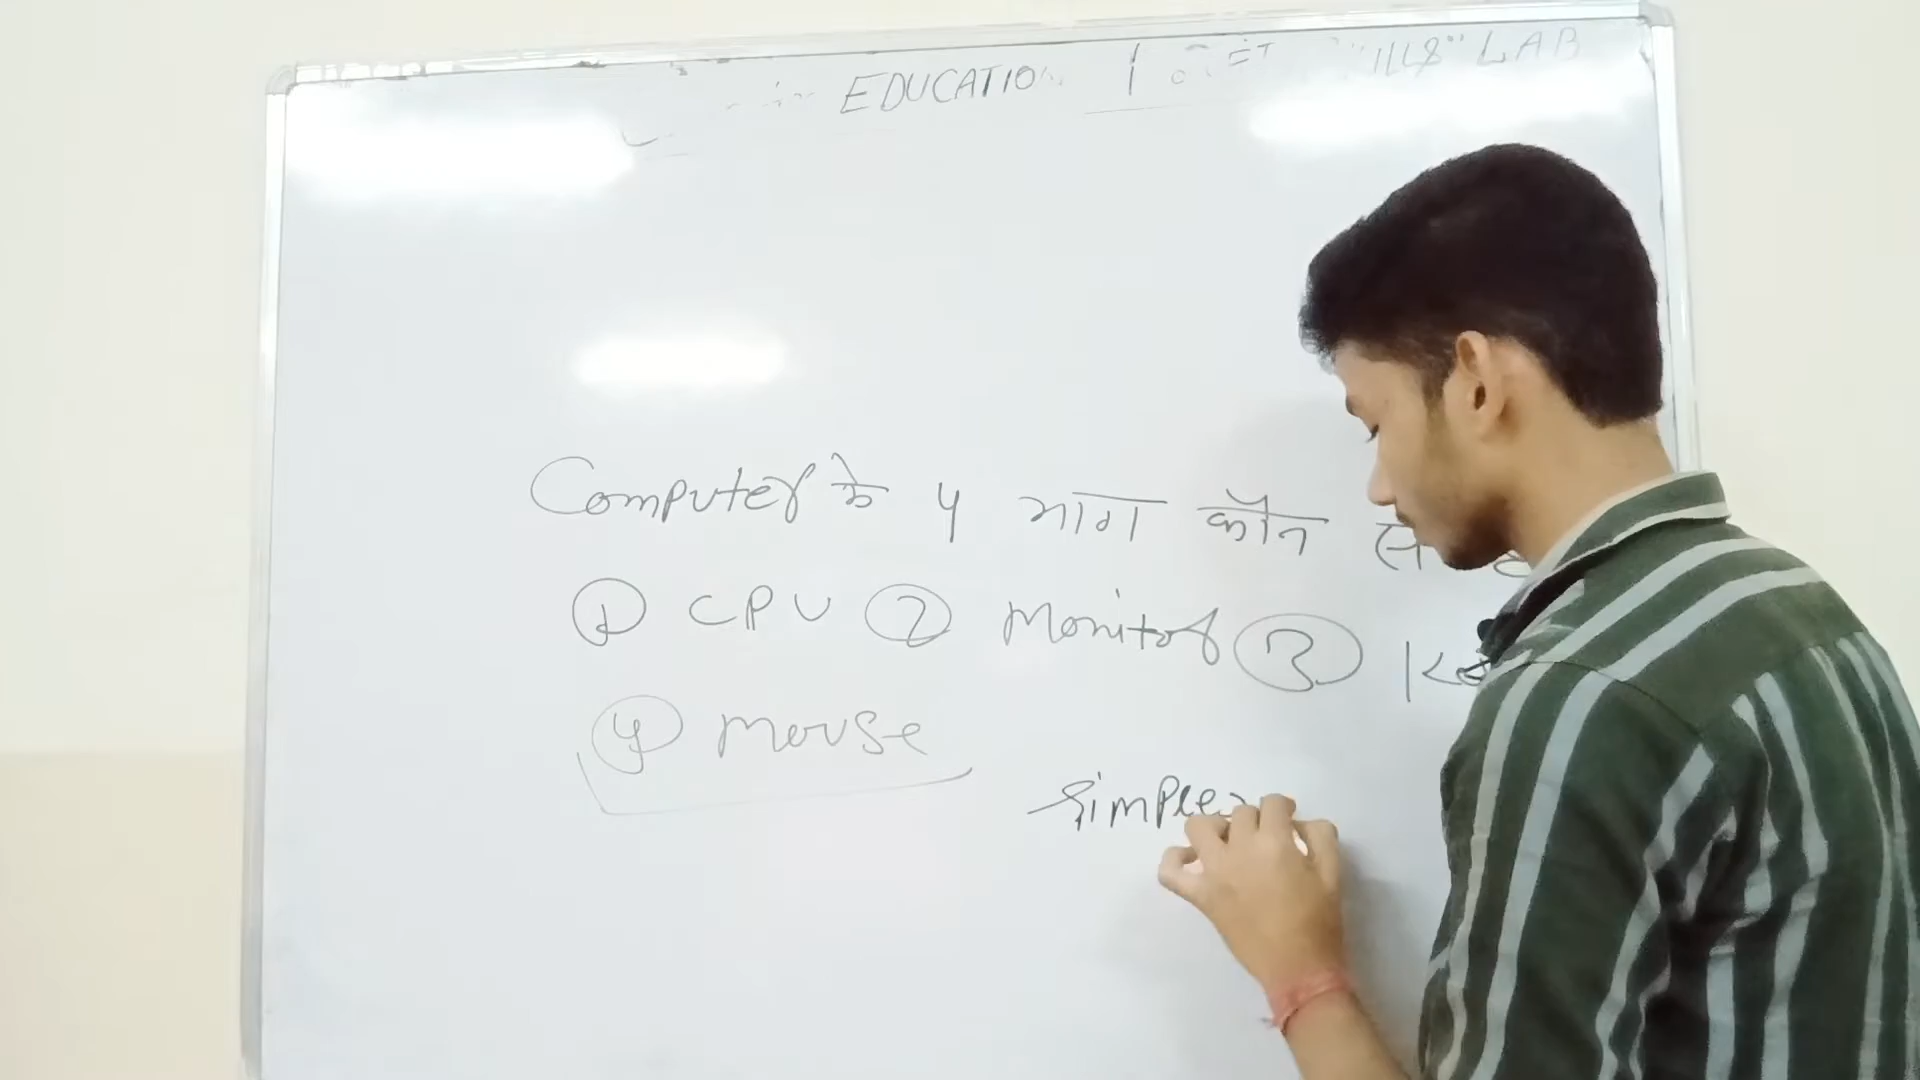 EDUCATION LAB
Computer के 4 भाग कौन
① CPU ② Monitor ③
④ Mouse
Simple